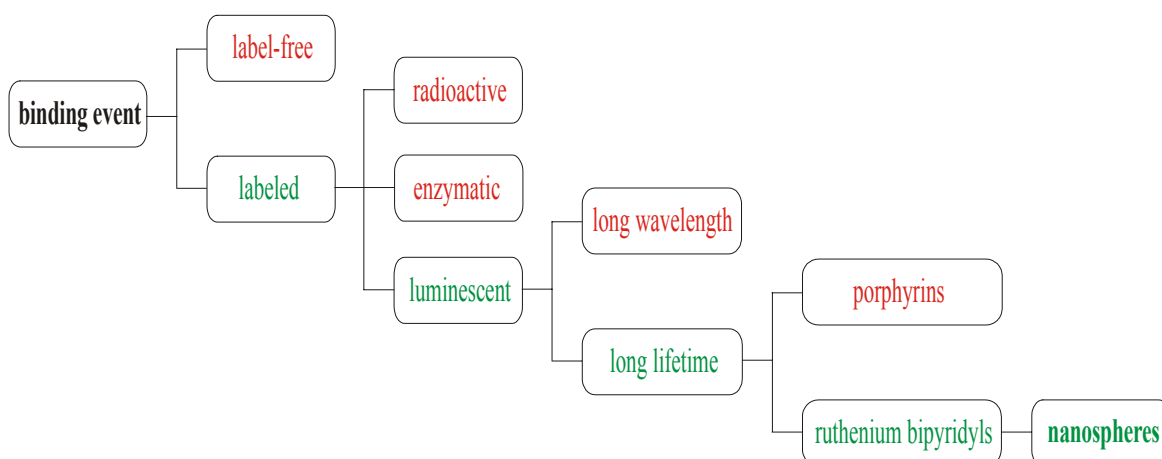 label-free
radioactive
binding event
labeled
enzymatic
long wavelength
luminescent
porphyrins
long lifetime
ruthenium bipyridyls
nanospheres